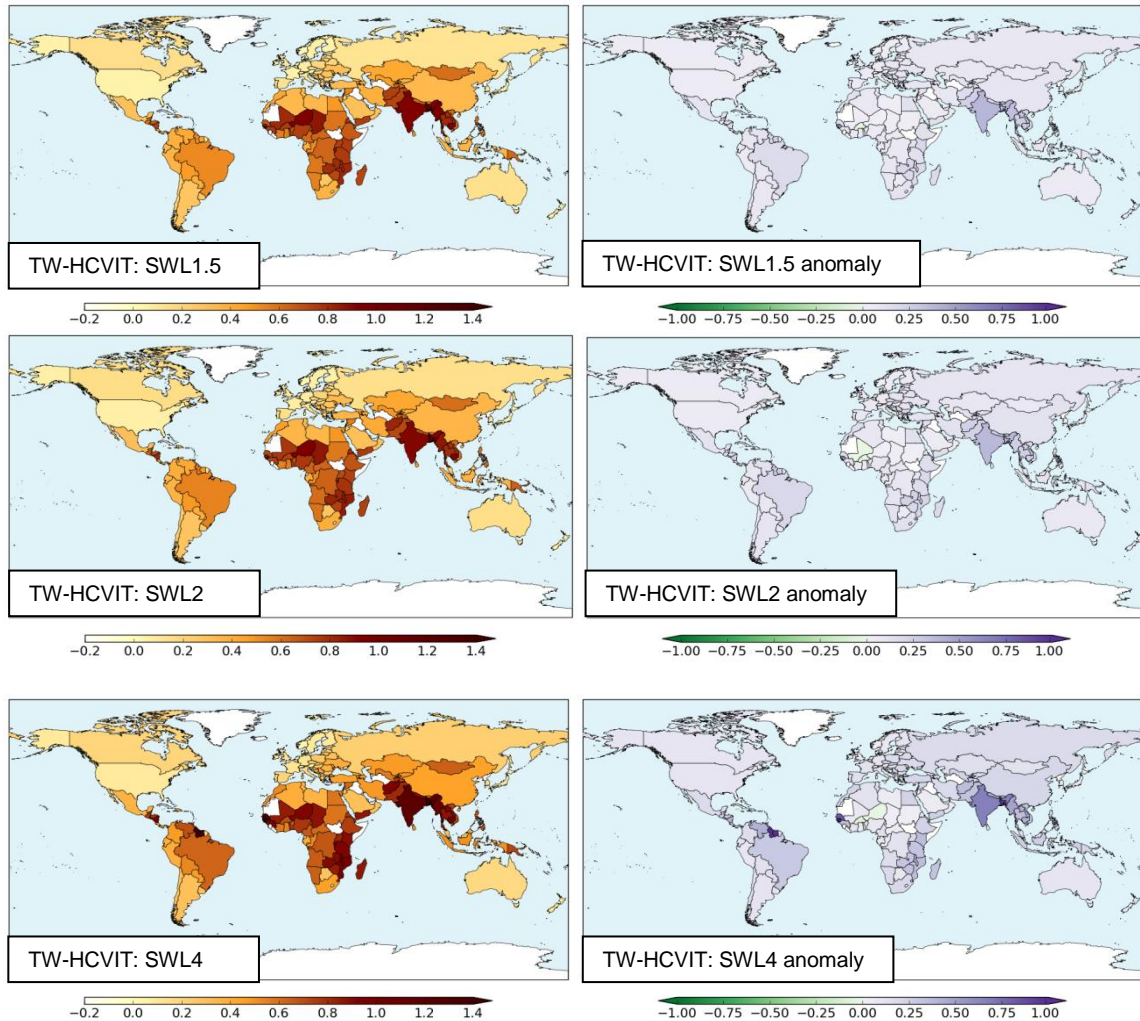 TW-HCVIT: SWL1.5
TW-HCVIT: SWL1.5 anomaly
−0.2 0.0 0.2 0.4 0.6 0.8 1.0 1.2 1.4
−1.00 −0.75 −0.50 −0.25 0.00 0.25 0.50 0.75 1.00
TW-HCVIT: SWL2
TW-HCVIT: SWL2 anomaly
−0.2 0.0 0.2 0.4 0.6 0.8 1.0 1.2 1.4
−1.00 −0.75 −0.50 −0.25 0.00 0.25 0.50 0.75 1.00
TW-HCVIT: SWL4
TW-HCVIT: SWL4 anomaly
−0.2 0.0 0.2 0.4 0.6 0.8 1.0 1.2 1.4
−1.00 −0.75 −0.50 −0.25 0.00 0.25 0.50 0.75 1.00